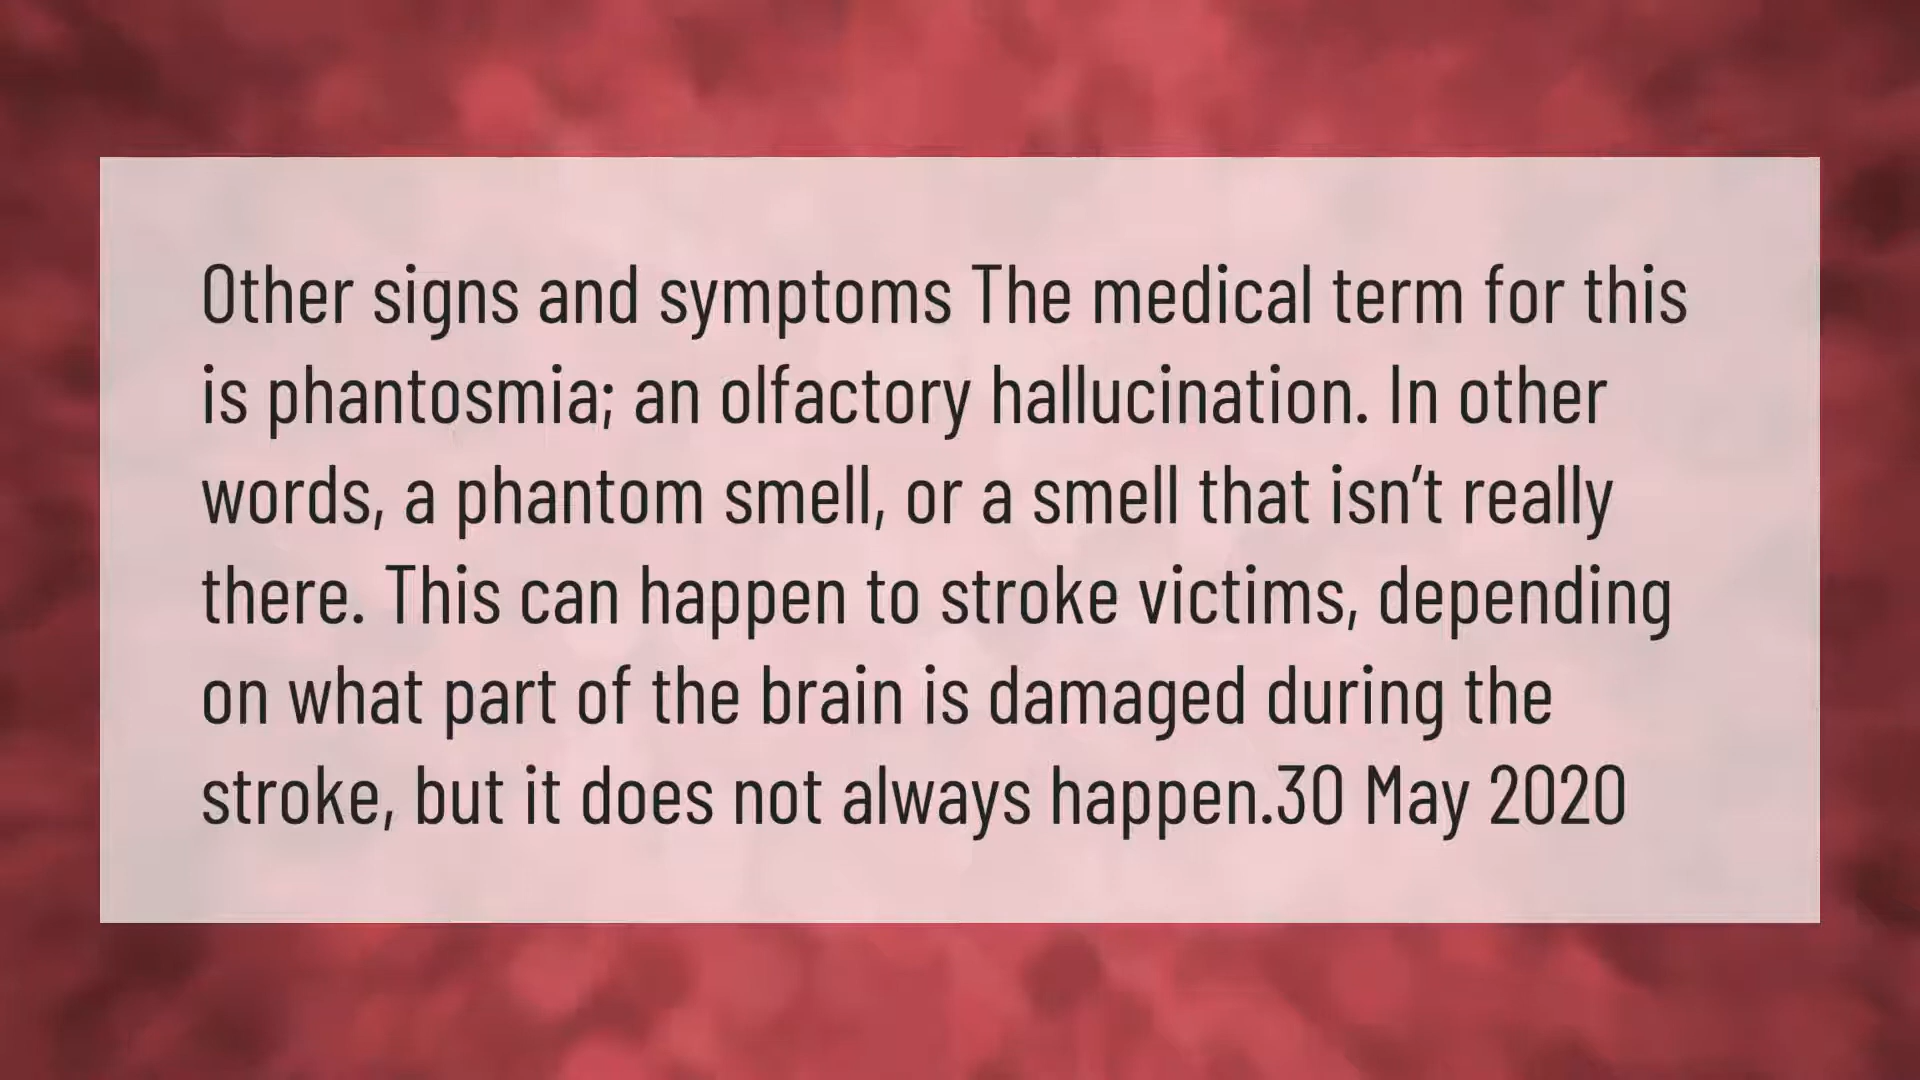 Other signs and symptoms The medical term for this
is phantosmia; an olfactory hallucination. In other
words, a phantom smell, or a smell that isn’t really
there. This can happen to stroke victims, depending
on what part of the brain is damaged during the
stroke, but it does not always happen.30 May 2020